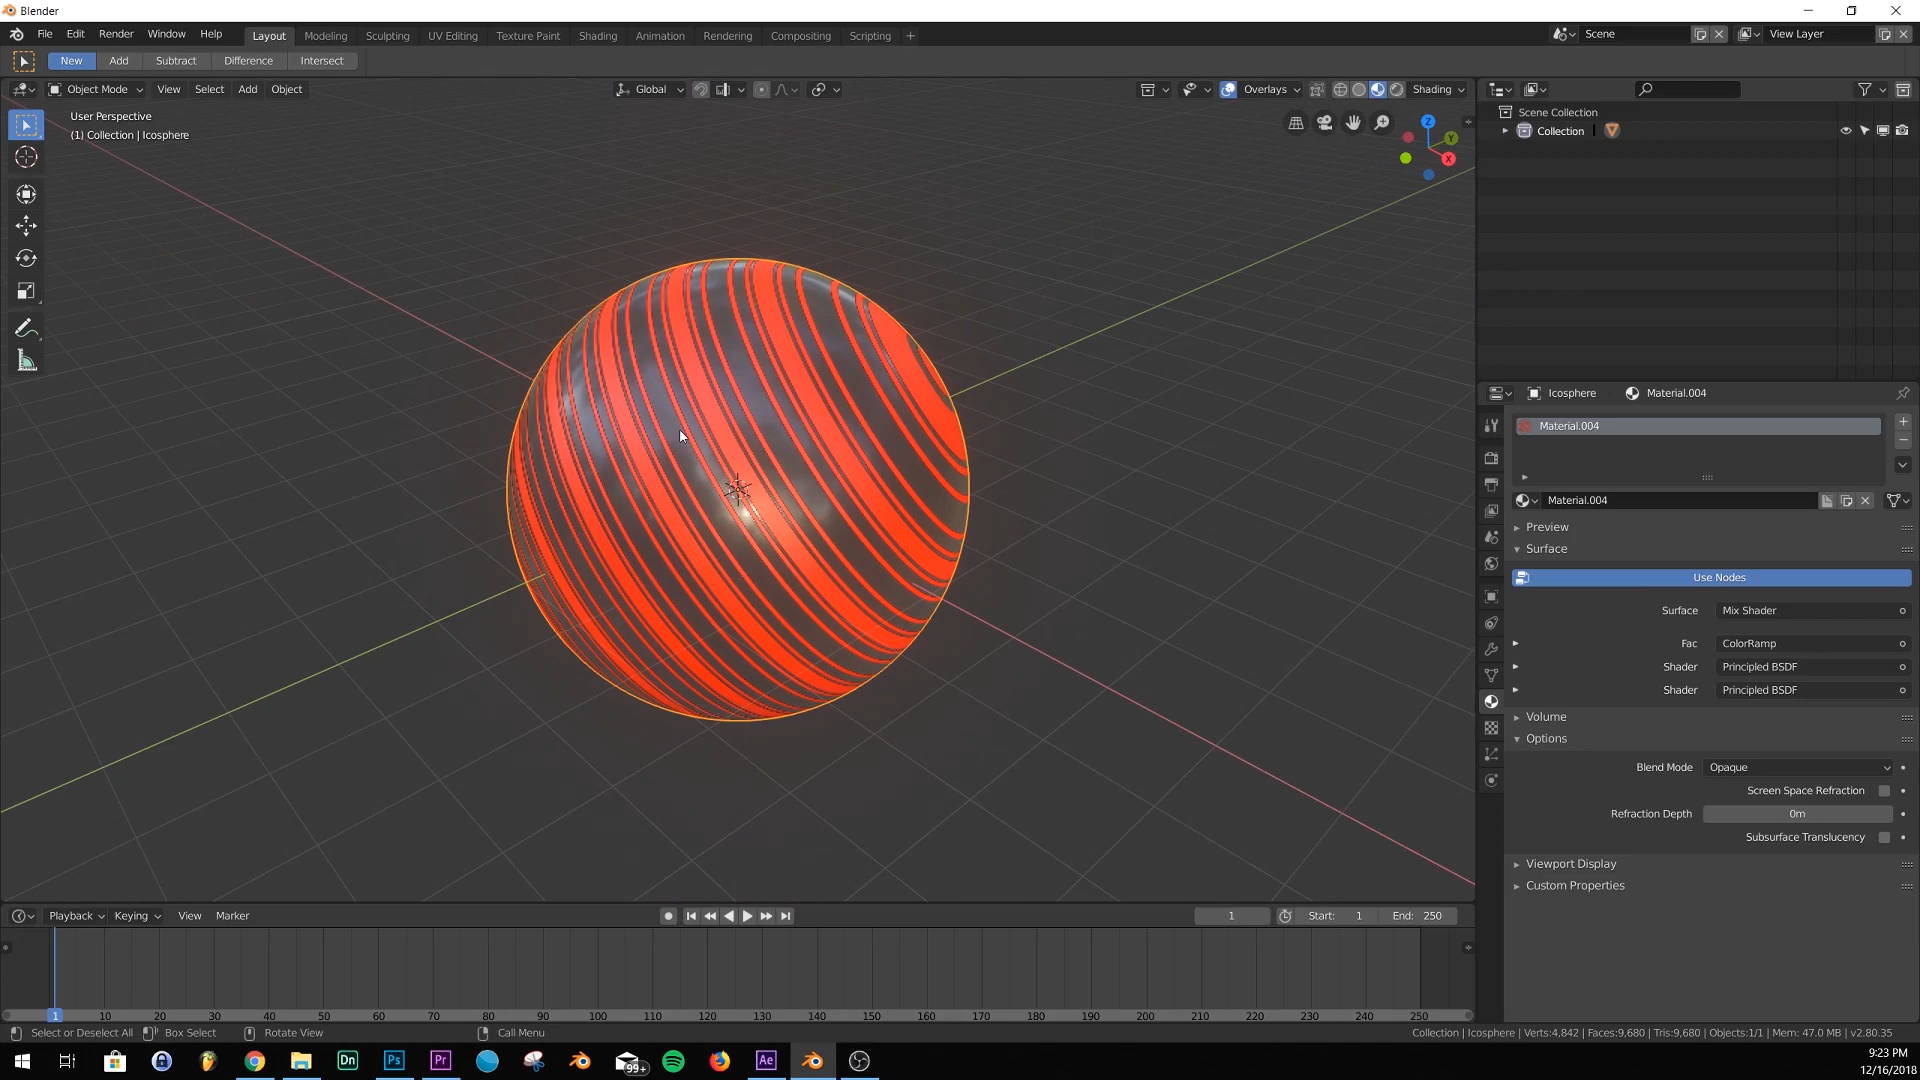 Blender
File Edit Render Window Help Layout Modeling Sculpting UV Editing Texture Paint Shading Animation Rendering Compositing Scripting + Scene View Layer
New Add Subtract Difference Intersect
Object Mode View Select Add Object Global Overlays Shading
User Perspective
(1) Collection | Icosphere
Z
Y
X
Scene Collection
Collection
Icosphere Material.004
Material.004
Material.004
Preview
Surface
Use Nodes
Surface Mix Shader
Fac ColorRamp
Shader Principled BSDF
Shader Principled BSDF
Volume
Options
Blend Mode Opaque
Screen Space Refraction
Refraction Depth 0m
Subsurface Translucency
Viewport Display
Custom Properties
Playback Keying View Marker 1 Start: 1 End: 250
1 10 20 30 40 50 60 70 80 90 100 110 120 130 140 150 160 170 180 190 200 210 220 230 240 250
Select or Deselect All Box Select Rotate View Call Menu Collection | Icosphere | Verts:4,842 | Faces:9,680 | Tris:9,680 | Objects:1/1 | Mem: 47.0 MB | v2.80.35
Dn Ps Pr 99+ Ae
9:23 PM
12/16/2018